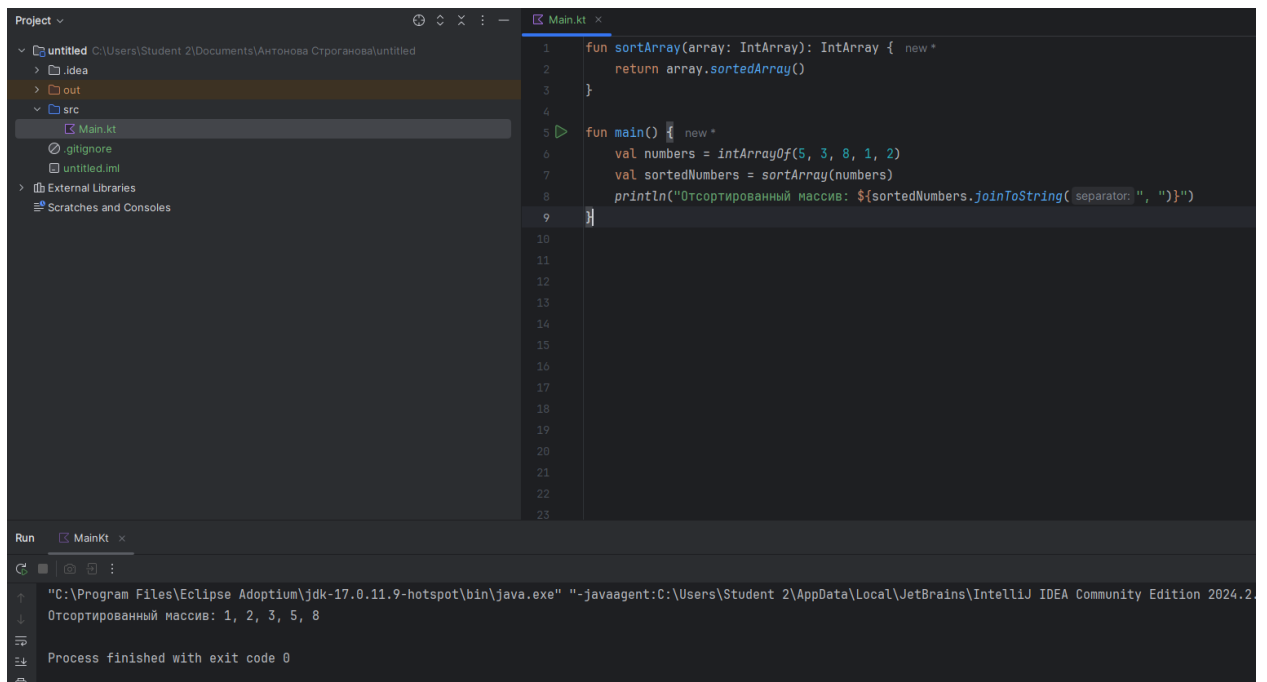 Project
untitled C:\Users\Student 2\Documents\Антонова Строганова\untitled
.idea
out
src
Main.kt
.gitignore
untitled.iml
External Libraries
Scratches and Consoles
Main.kt
1 fun sortArray(array: IntArray): IntArray { new *
2 return array.sortedArray()
3 }
4
5 fun main() { new *
6 val numbers = intArrayOf(5, 3, 8, 1, 2)
7 val sortedNumbers = sortArray(numbers)
8 println("Отсортированный массив: ${sortedNumbers.joinToString( separator: ", ")}")
9 }
10
11
12
13
14
15
16
17
18
19
20
21
22
23
Run MainKt
"C:\Program Files\Eclipse Adoptium\jdk-17.0.11.9-hotspot\bin\java.exe" "-javaagent:C:\Users\Student 2\AppData\Local\JetBrains\IntelliJ IDEA Community Edition 2024.2.
Отсортированный массив: 1, 2, 3, 5, 8
Process finished with exit code 0